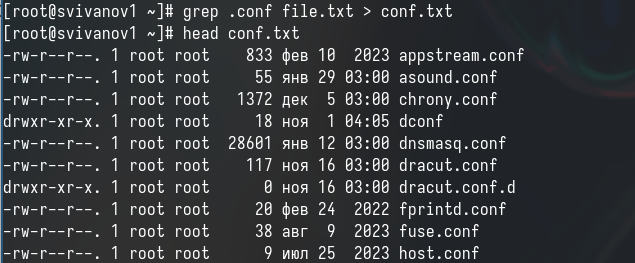 [root@svivanov1 ~]# grep .conf file.txt > conf.txt
[root@svivanov1 ~]# head conf.txt
-rw-r--r--. 1 root root    833 фев 10  2023 appstream.conf
-rw-r--r--. 1 root root     55 янв 29 03:00 asound.conf
-rw-r--r--. 1 root root   1372 дек  5 03:00 chrony.conf
drwxr-xr-x. 1 root root     18 ноя  1 04:05 dconf
-rw-r--r--. 1 root root  28601 янв 12 03:00 dnsmasq.conf
-rw-r--r--. 1 root root    117 ноя 16 03:00 dracut.conf
drwxr-xr-x. 1 root root      0 ноя 16 03:00 dracut.conf.d
-rw-r--r--. 1 root root     20 фев 24  2022 fprintd.conf
-rw-r--r--. 1 root root     38 авг  9  2023 fuse.conf
-rw-r--r--. 1 root root      9 июл 25  2023 host.conf